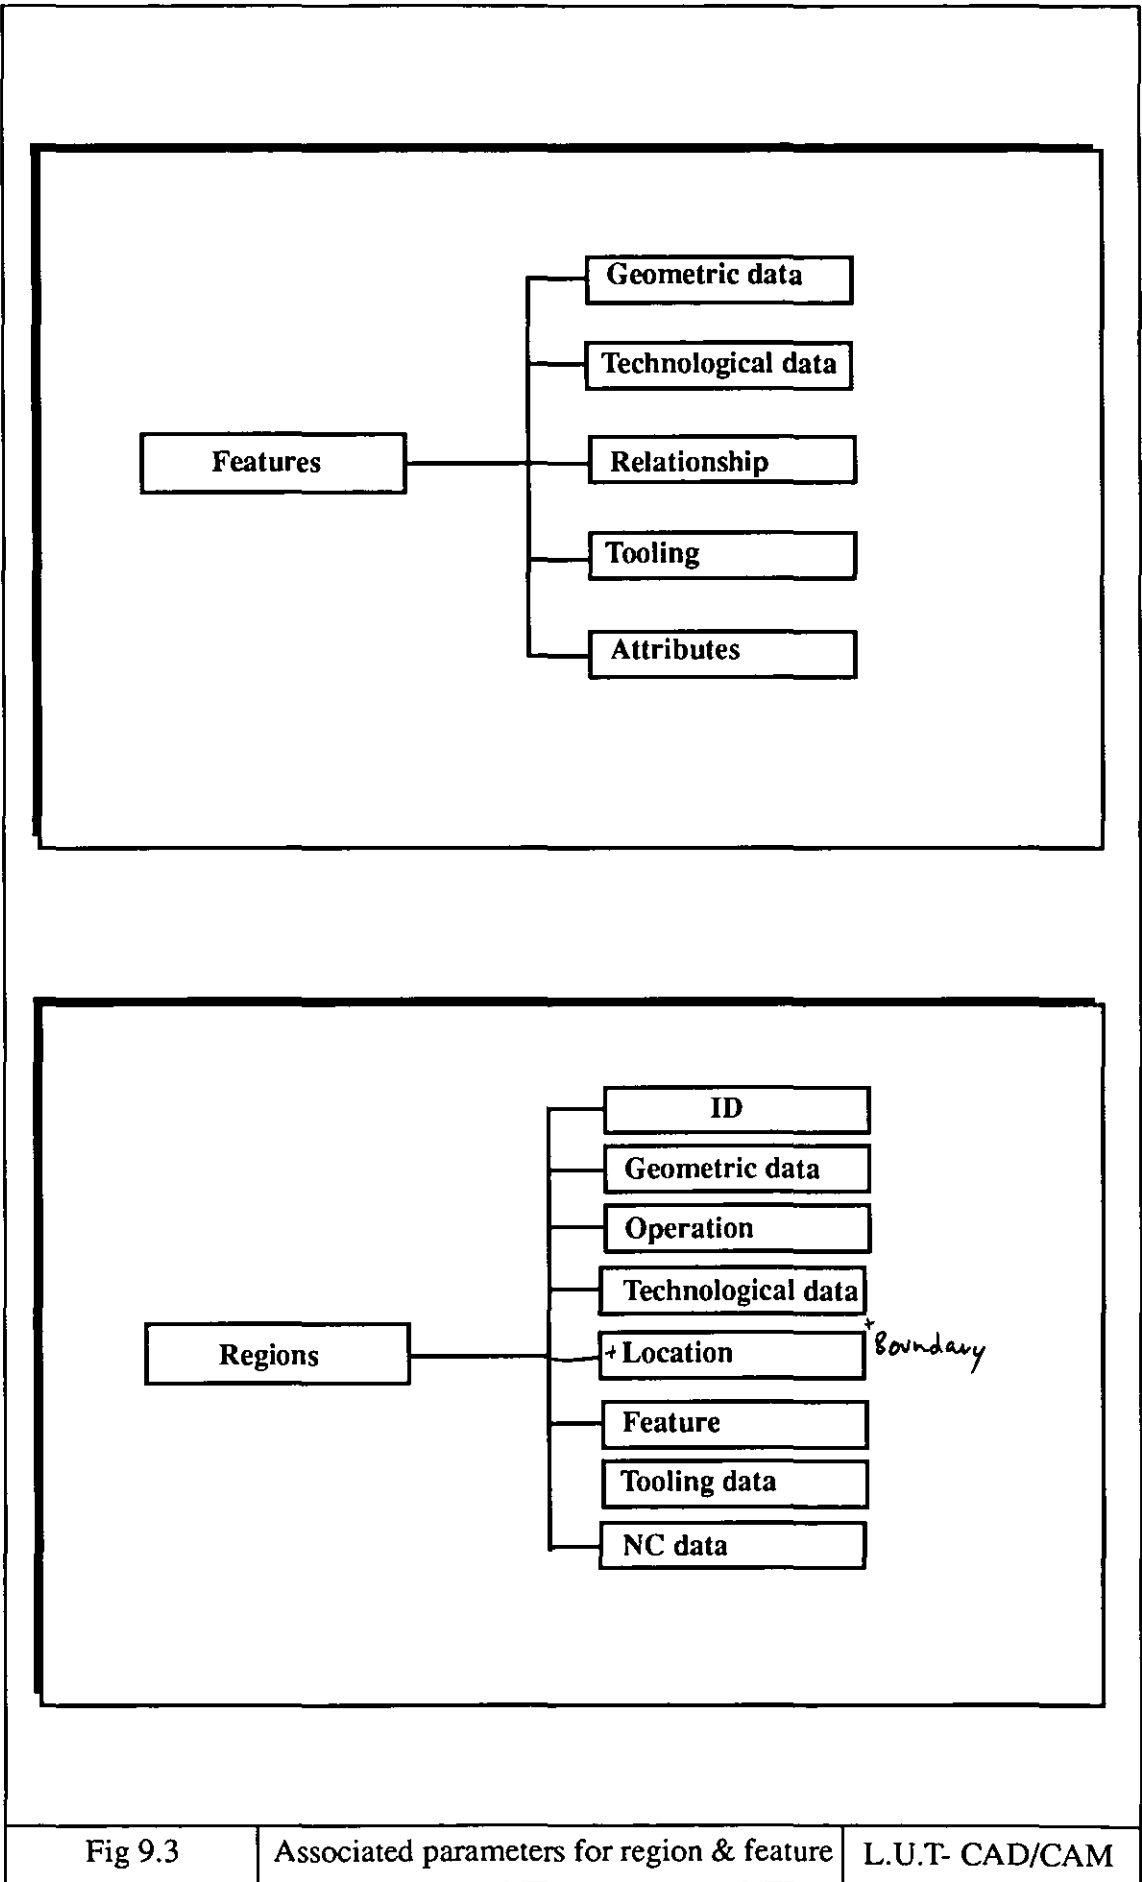 Geometric data
Technological data
Features
Relationship
Tooling
Attributes
ID
Geometric data
Operation
Technological data
Regions
+ Location
+ Boundary
Feature
Tooling data
NC data
Fig 9.3
Associated parameters for region & feature
L.U.T- CAD/CAM